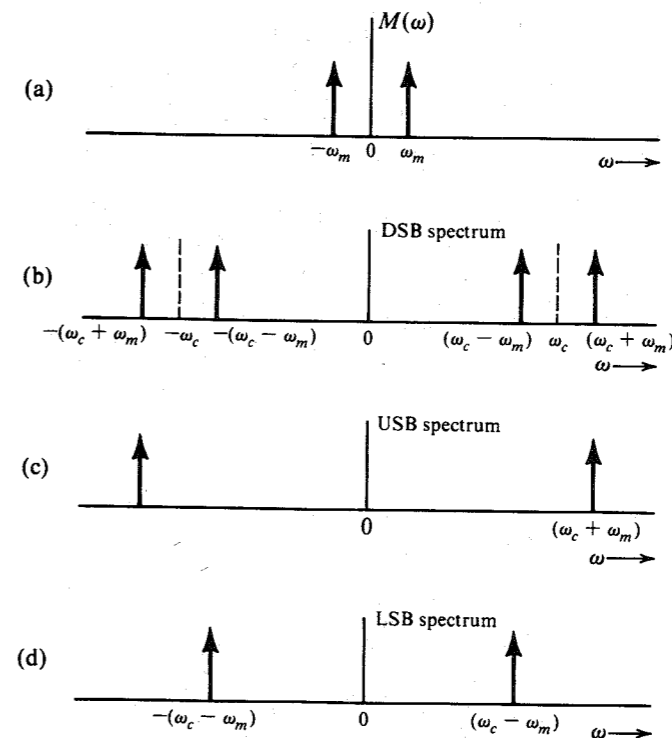 M(ω)
(a)
−ω_m 0 ω_m
ω
DSB spectrum
(b)
−(ω_c + ω_m) −ω_c −(ω_c − ω_m) 0 (ω_c − ω_m) ω_c (ω_c + ω_m)
ω
USB spectrum
(c)
0 (ω_c + ω_m)
ω
LSB spectrum
(d)
−(ω_c − ω_m) 0 (ω_c − ω_m)
ω